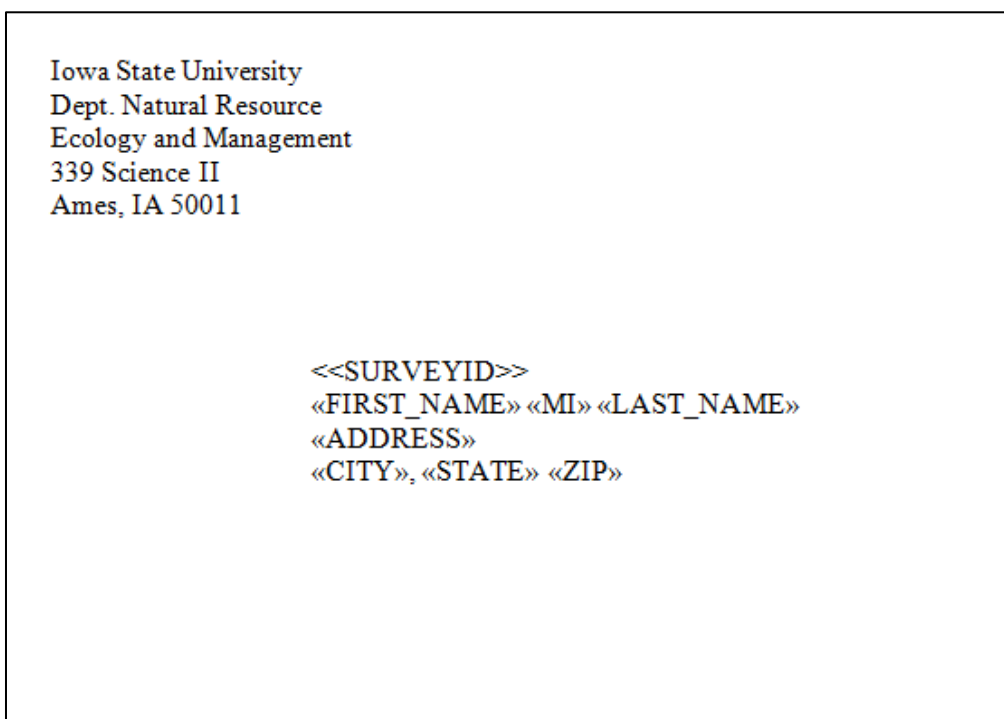 Iowa State University
Dept. Natural Resource
Ecology and Management
339 Science II
Ames, IA 50011
<<SURVEYID>>
«FIRST_NAME» «MI» «LAST_NAME»
«ADDRESS»
«CITY», «STATE» «ZIP»